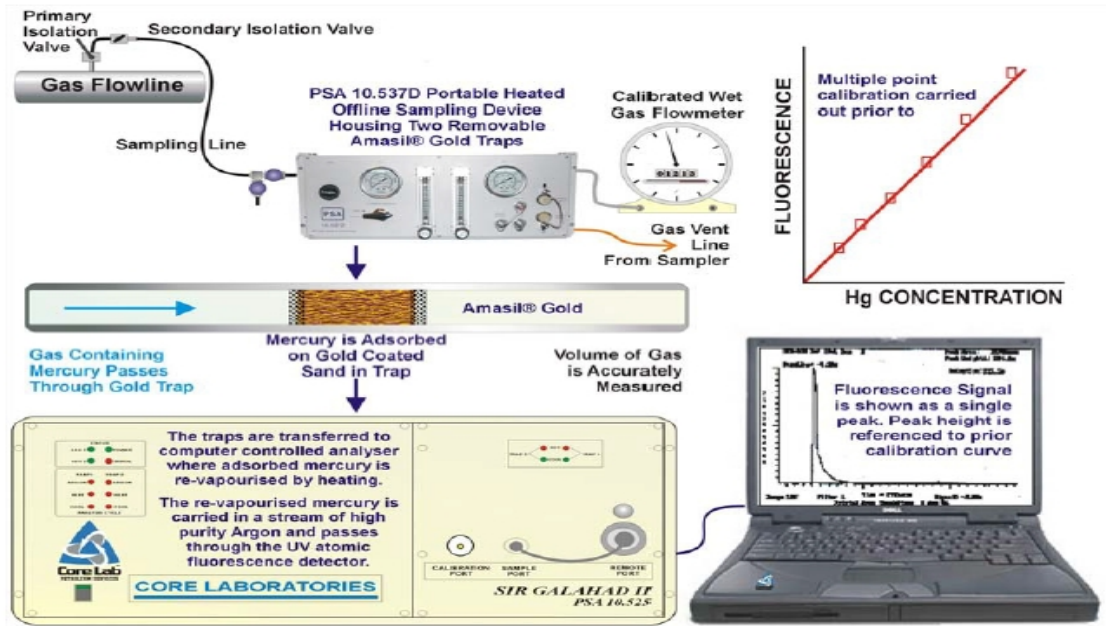 Primary
Isolation
Valve
Secondary Isolation Valve
Gas Flowline
Sampling Line
PSA 10.537D Portable Heated
Offline Sampling Device
Housing Two Removable
Amasil® Gold Traps
Calibrated Wet
Gas Flowmeter
01213
PSA
Gas Vent
Line
From Sampler
FLUORESCENCE
Multiple point
calibration carried
out prior to
Hg CONCENTRATION
Amasil® Gold
Gas Containing
Mercury Passes
Through Gold Trap
Mercury is Adsorbed
on Gold Coated
Sand in Trap
Volume of Gas
is Accurately
Measured
The traps are transferred to
computer controlled analyser
where adsorbed mercury is
re-vapourised by heating.
The re-vapourised mercury is
carried in a stream of high
purity Argon and passes
through the UV atomic
fluorescence detector.
Core Lab
PETROLEUM SERVICES
CORE LABORATORIES
CALIBRATION
PORT
SAMPLE
PORT
REMOTE
PORT
SIR GALAHAD II
PSA 10.525
Fluorescence Signal
is shown as a single
peak. Peak height is
referenced to prior
calibration curve
DELL